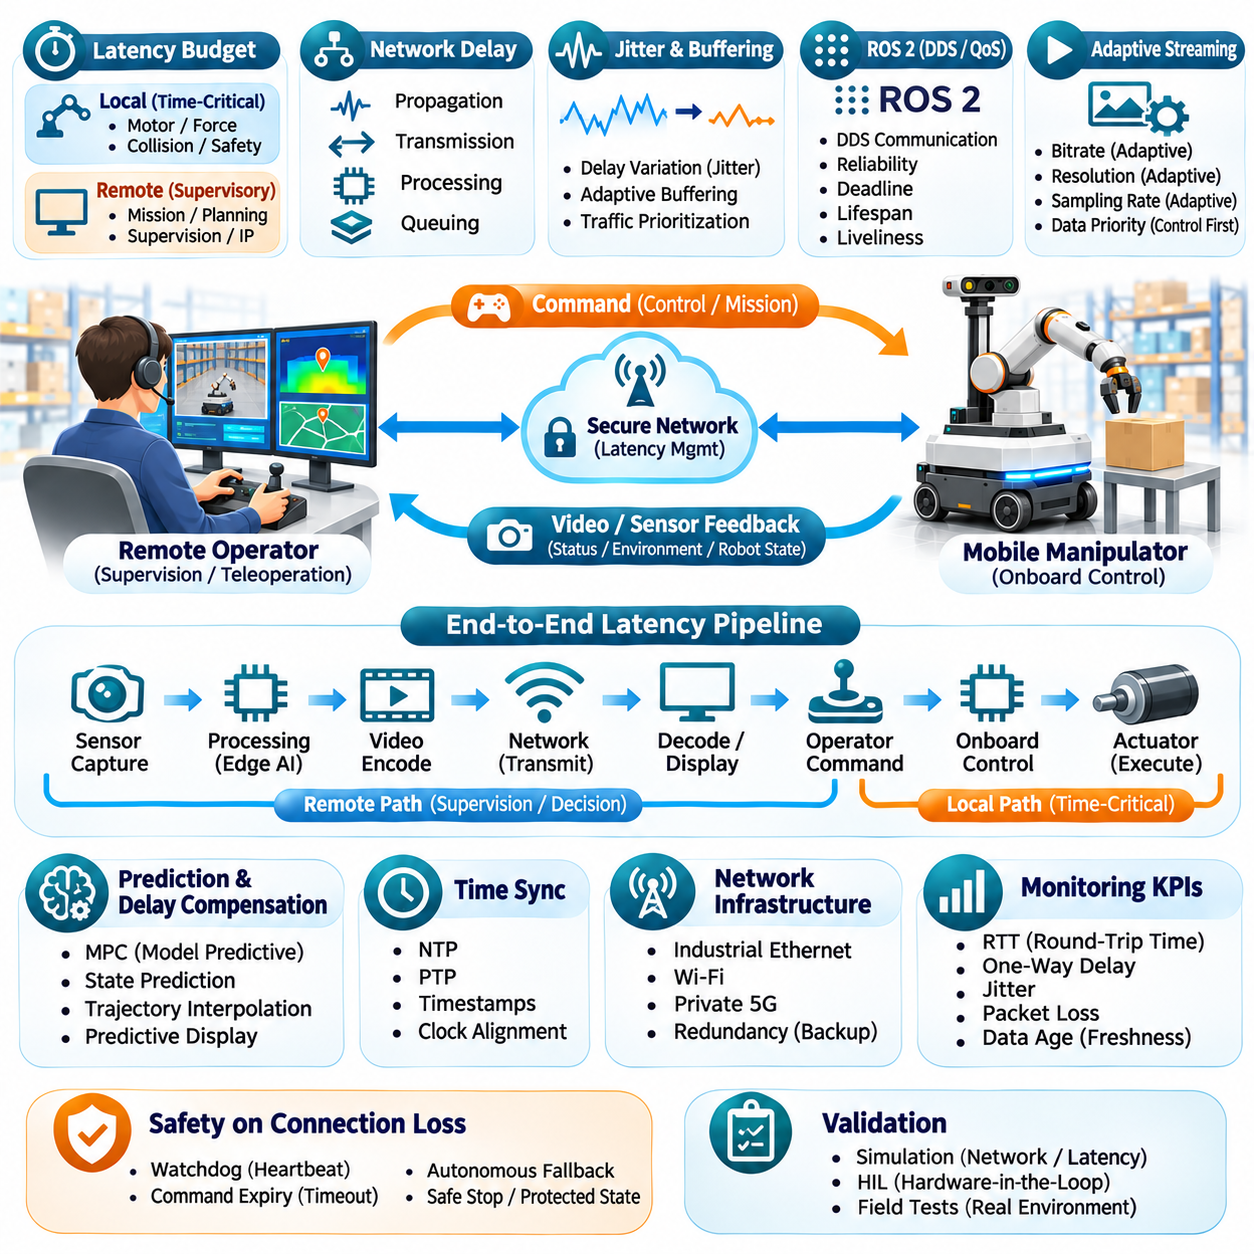 Latency Budget
Local (Time-Critical)
• Motor / Force
• Collision / Safety
Remote (Supervisory)
• Mission / Planning
• Supervision / IP
Network Delay
Propagation
Transmission
Processing
Queuing
Jitter & Buffering
• Delay Variation (Jitter)
• Adaptive Buffering
• Traffic Prioritization
ROS 2 (DDS / QoS)
ROS 2
• DDS Communication
• Reliability
• Deadline
• Lifespan
• Liveliness
Adaptive Streaming
• Bitrate (Adaptive)
• Resolution (Adaptive)
• Sampling Rate (Adaptive)
• Data Priority (Control First)
Command (Control / Mission)
Secure Network
(Latency Mgmt)
Video / Sensor Feedback
(Status / Environment / Robot State)
Remote Operator
(Supervision / Teleoperation)
Mobile Manipulator
(Onboard Control)
End-to-End Latency Pipeline
Sensor
Capture
Processing
(Edge AI)
Video
Encode
Network
(Transmit)
Decode /
Display
Operator
Command
Onboard
Control
Actuator
(Execute)
Remote Path (Supervision / Decision)
Local Path (Time-Critical)
Prediction &
Delay Compensation
• MPC (Model Predictive)
• State Prediction
• Trajectory Interpolation
• Predictive Display
Time Sync
• NTP
• PTP
• Timestamps
• Clock Alignment
Network
Infrastructure
• Industrial Ethernet
• Wi-Fi
• Private 5G
• Redundancy (Backup)
Monitoring KPIs
• RTT (Round-Trip Time)
• One-Way Delay
• Jitter
• Packet Loss
• Data Age (Freshness)
Safety on Connection Loss
• Watchdog (Heartbeat)
• Command Expiry (Timeout)
• Autonomous Fallback
• Safe Stop / Protected State
Validation
• Simulation (Network / Latency)
• HIL (Hardware-in-the-Loop)
• Field Tests (Real Environment)